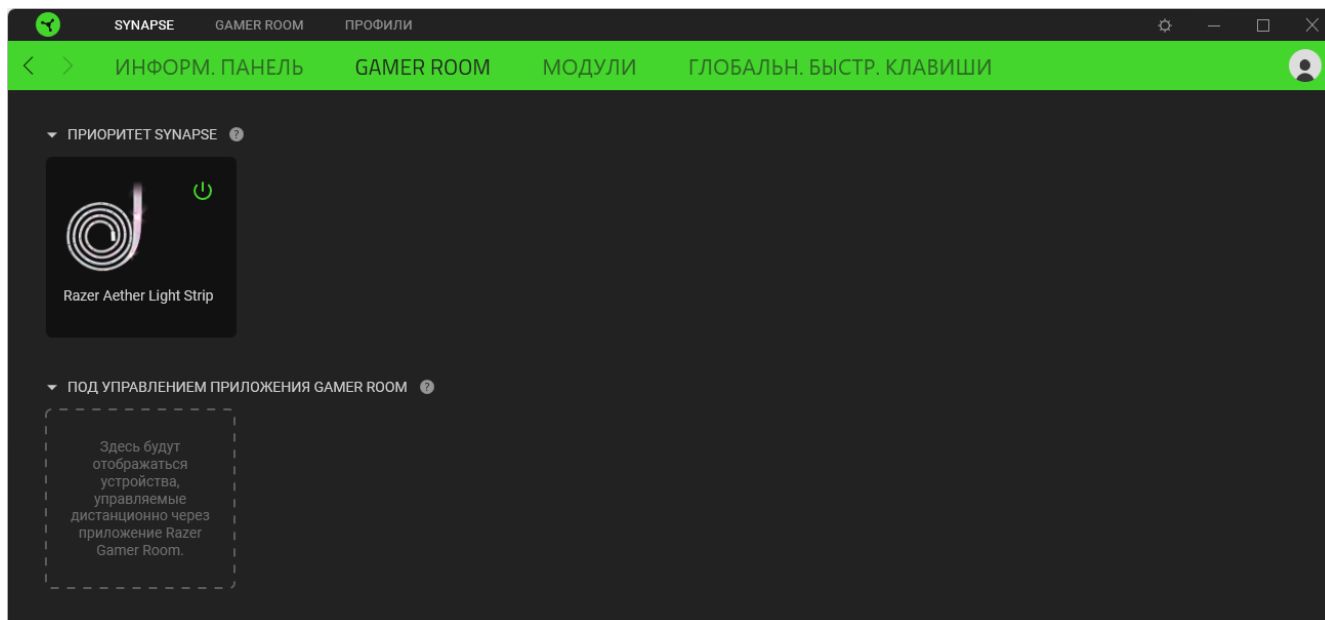 SYNAPSE GAMER ROOM ПРОФИЛИ
ИНФОРМ. ПАНЕЛЬ GAMER ROOM МОДУЛИ ГЛОБАЛЬН. БЫСТР. КЛАВИШИ
ПРИОРИТЕТ SYNAPSE ?
Razer Aether Light Strip
ПОД УПРАВЛЕНИЕМ ПРИЛОЖЕНИЯ GAMER ROOM ?
Здесь будут
отображаться
устройства,
управляемые
дистанционно через
приложение Razer
Gamer Room.